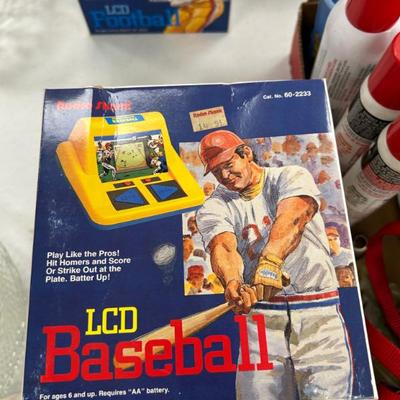 LCD
Football
Radio Shack
Cat. No. 60-2233
Radio Shack
BASEBALL
Play Like the Pros!
Hit Homers and Score
Or Strike Out at the
Plate. Batter Up!
LCD
Baseball
For ages 6 and up. Requires "AA" battery.